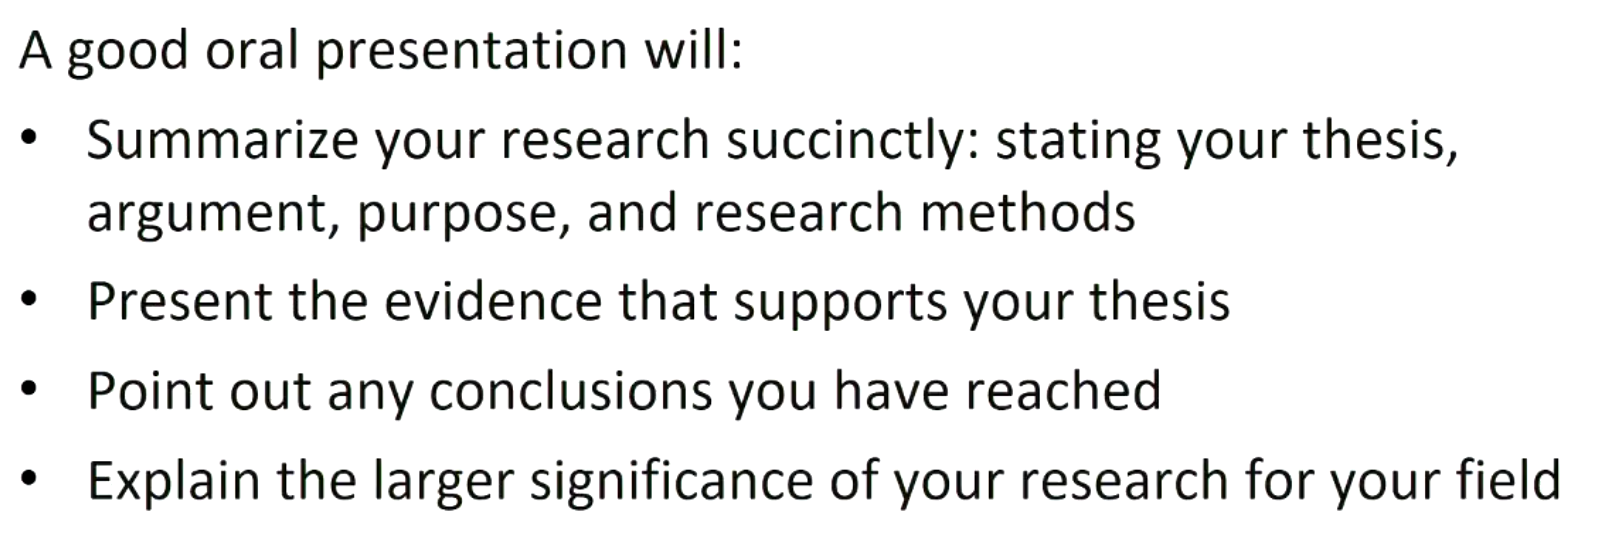 A good oral presentation will:
• Summarize your research succinctly: stating your thesis,
argument, purpose, and research methods
• Present the evidence that supports your thesis
• Point out any conclusions you have reached
• Explain the larger significance of your research for your field